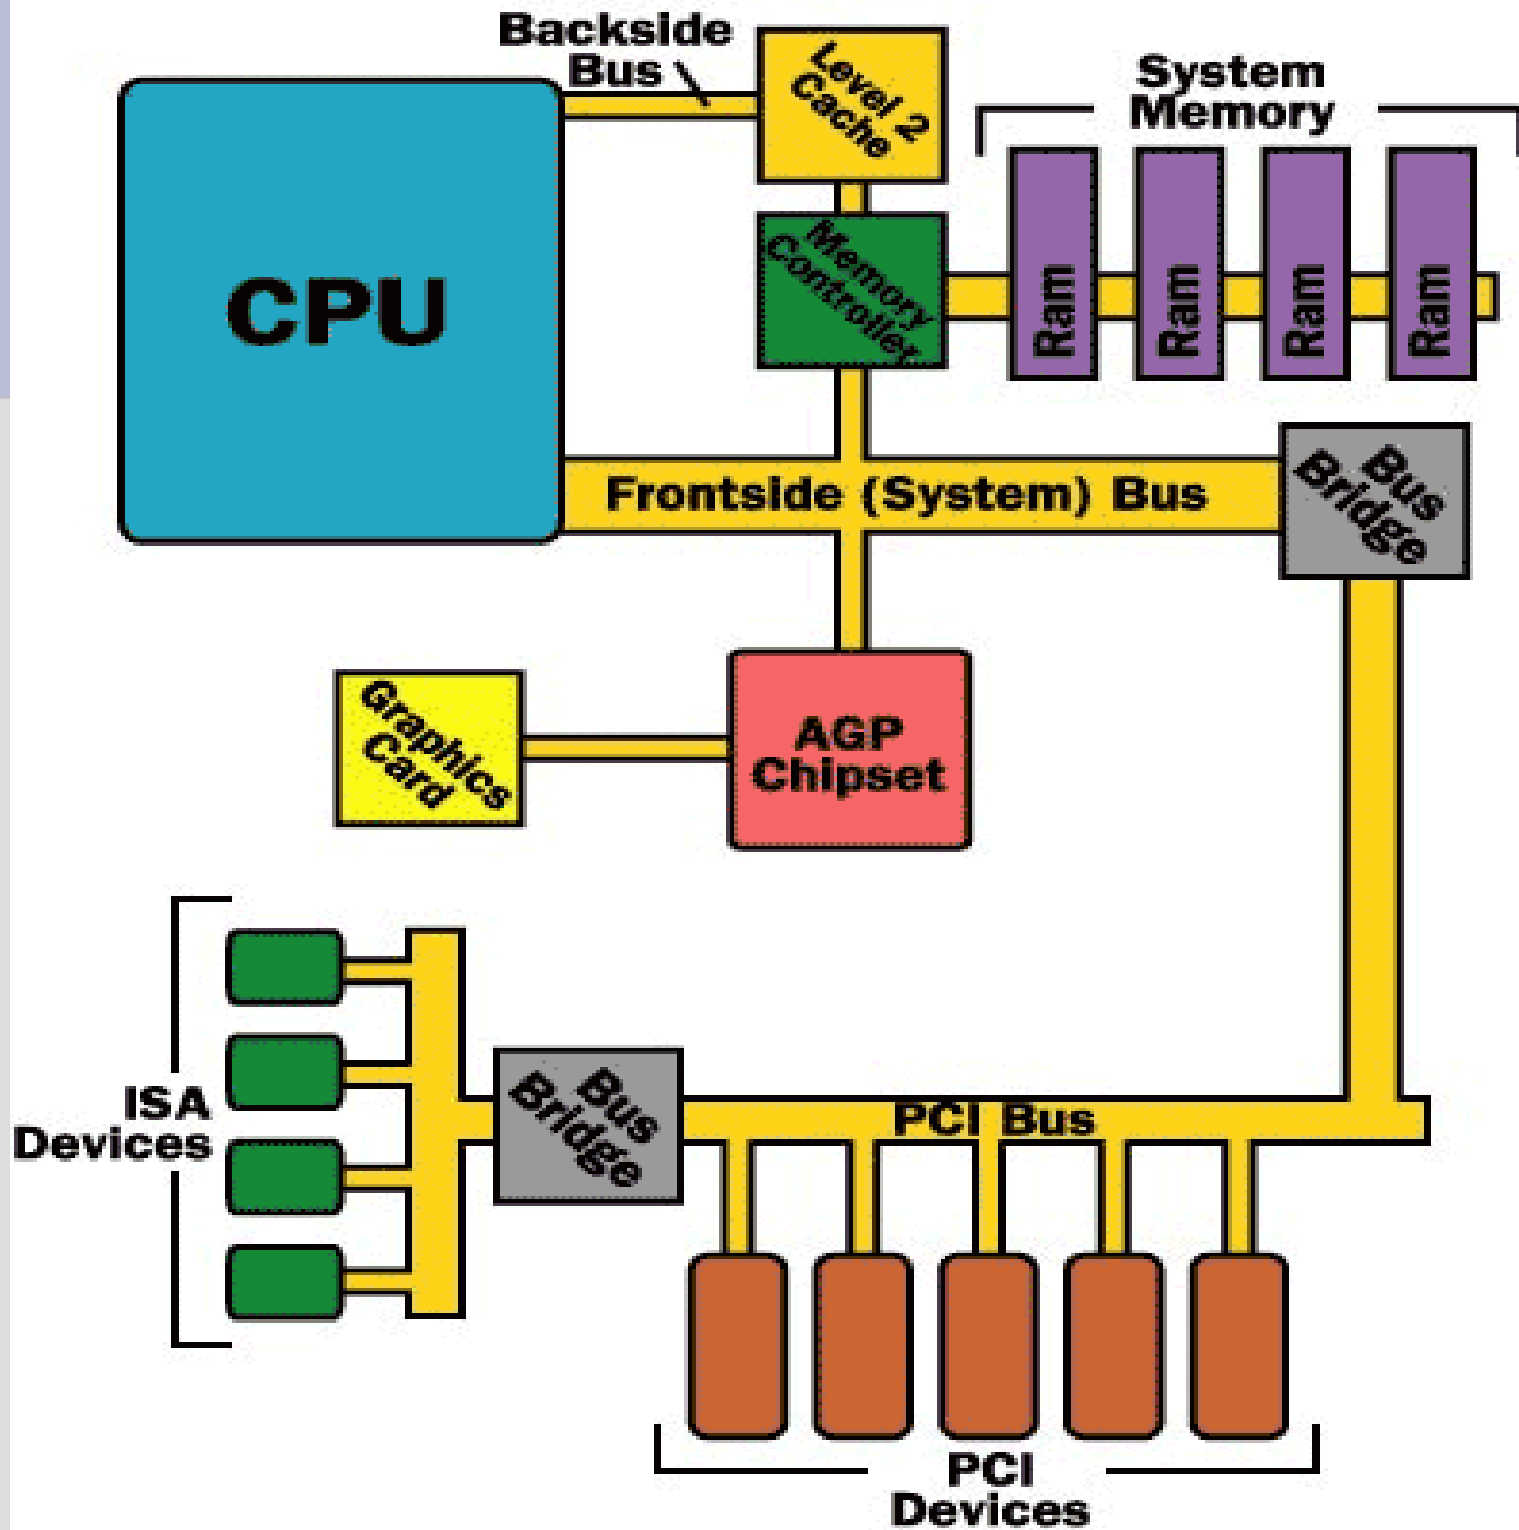 Backside
Bus
Level 2
Cache
System
Memory
CPU
Memory
Controller
Ram
Ram
Ram
Ram
Frontside (System) Bus
Bus
Bridge
Graphics
Card
AGP
Chipset
ISA
Devices
Bus
Bridge
PCI Bus
PCI
Devices